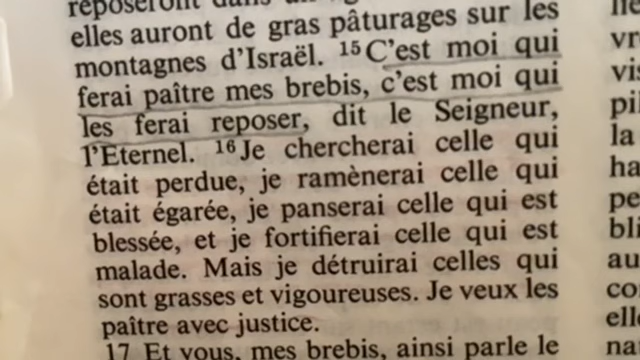 reposeront dans un
elles auront de gras pâturages sur les
montagnes d'Israël. 15 C'est moi qui
ferai paître mes brebis, c'est moi qui
les ferai reposer, dit le Seigneur,
l'Eternel. 16 Je chercherai celle qui
était perdue, je ramènerai celle qui
était égarée, je panserai celle qui est
blessée, et je fortifierai celle qui est
malade. Mais je détruirai celles qui
sont grasses et vigoureuses. Je veux les
paître avec justice.
17 Et vous, mes brebis, ainsi parle le